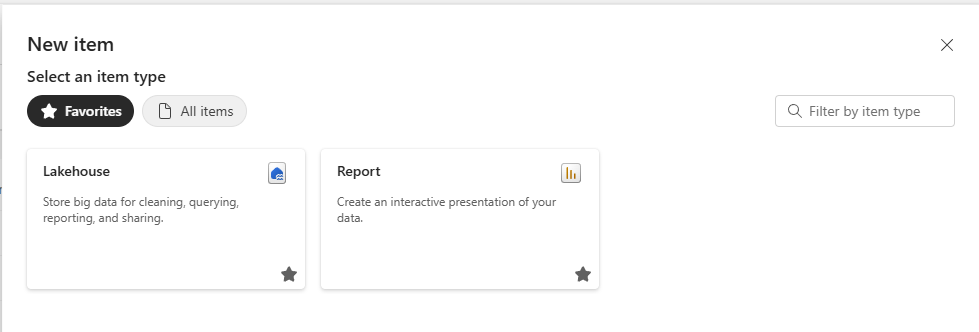 New item
Select an item type
Favorites
All items
Filter by item type
Lakehouse
Store big data for cleaning, querying,
reporting, and sharing.
Report
Create an interactive presentation of your
data.